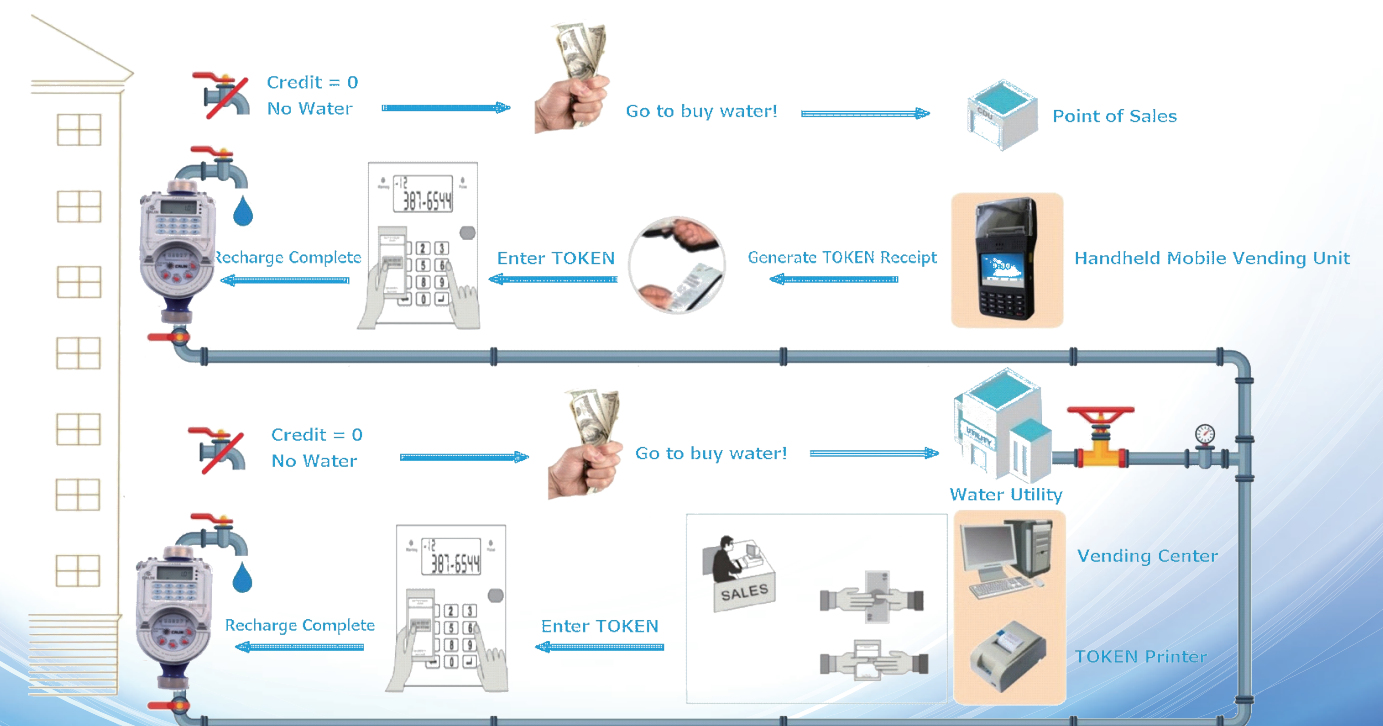 Credit = 0
No Water
Go to buy water!
Point of Sales
387-6544
Recharge Complete
Enter TOKEN
Generate TOKEN Receipt
Handheld Mobile Vending Unit
Credit = 0
No Water
Go to buy water!
UTILITY
Water Utility
387-6544
SALES
Vending Center
Recharge Complete
Enter TOKEN
TOKEN Printer